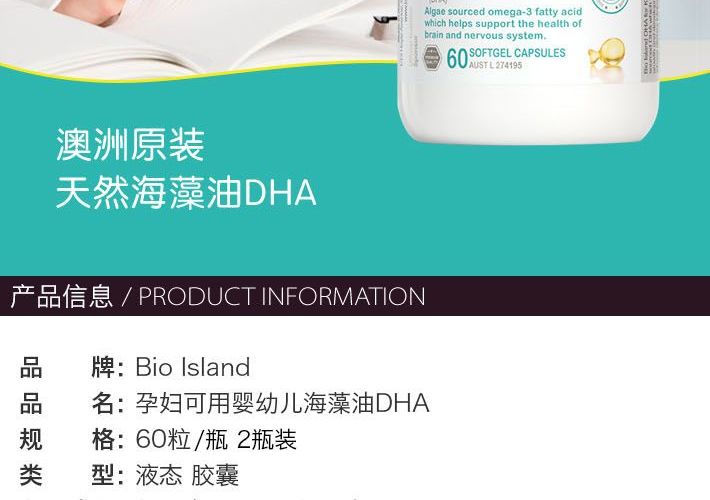 Algae sourced omega-3 fatty acid
which helps support the health of
brain and nervous system.
60 SOFTGEL CAPSULES
AUST L 274195
澳洲原装
天然海藻油DHA
产品信息 / PRODUCT INFORMATION
品 牌: Bio Island
品 名: 孕妇可用婴幼儿海藻油DHA
规 格: 60粒/瓶 2瓶装
类 型: 液态 胶囊